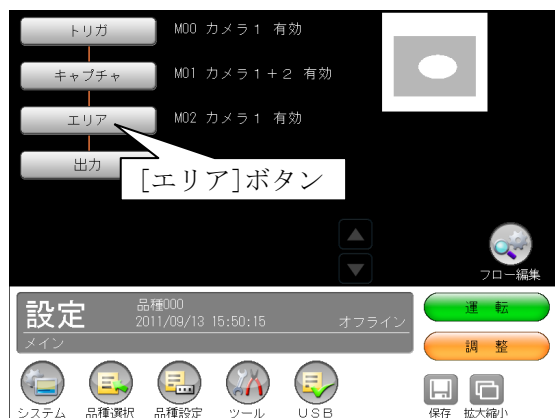 トリガ M00 カメラ1 有効
キャプチャ M01 カメラ1+2 有効
エリア M02 カメラ1 有効
出力
[エリア]ボタン
フロー編集
設定 品種000
2011/09/13 15:50:15 オフライン
メイン
運 転
調 整
システム 品種選択 品種設定 ツール USB 保存 拡大縮小